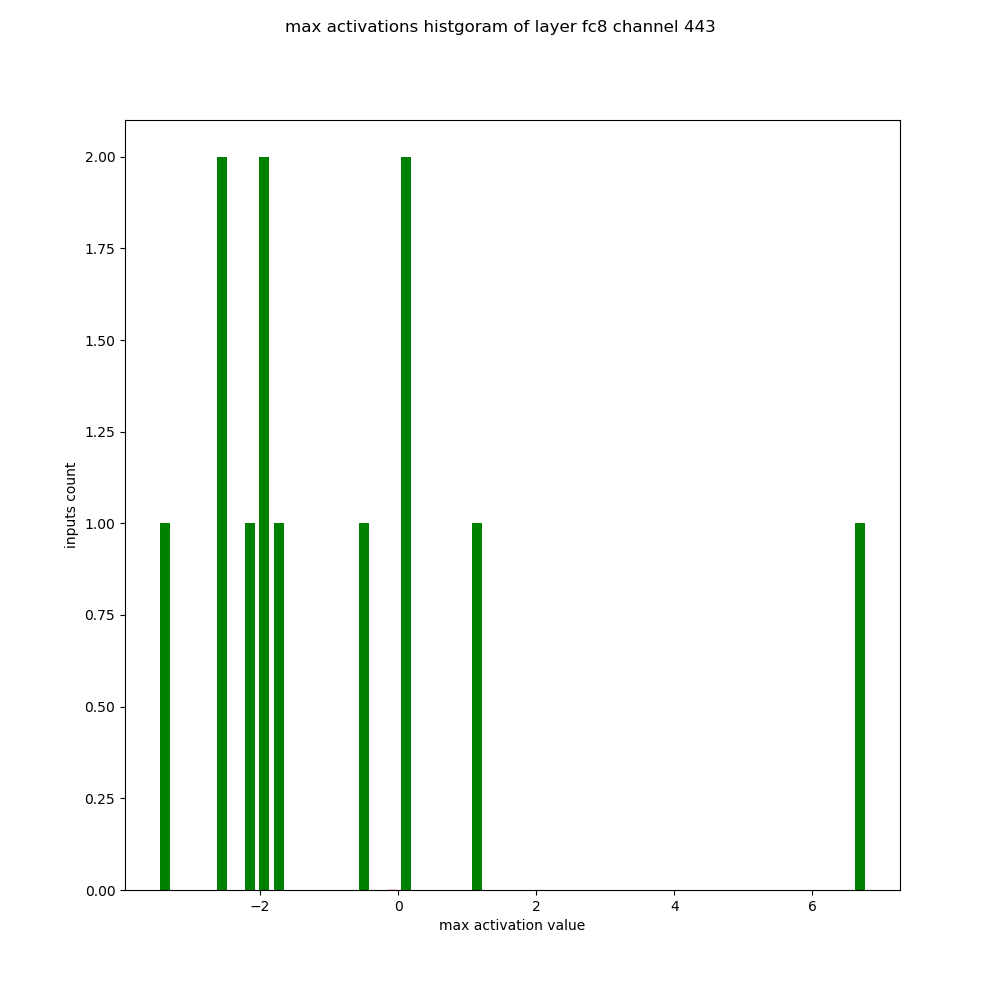 max activations histgoram of layer fc8 channel 443
2.00
1.75
1.50
1.25
1.00
0.75
0.50
0.25
0.00
inputs count
−2 0 2 4 6
max activation value